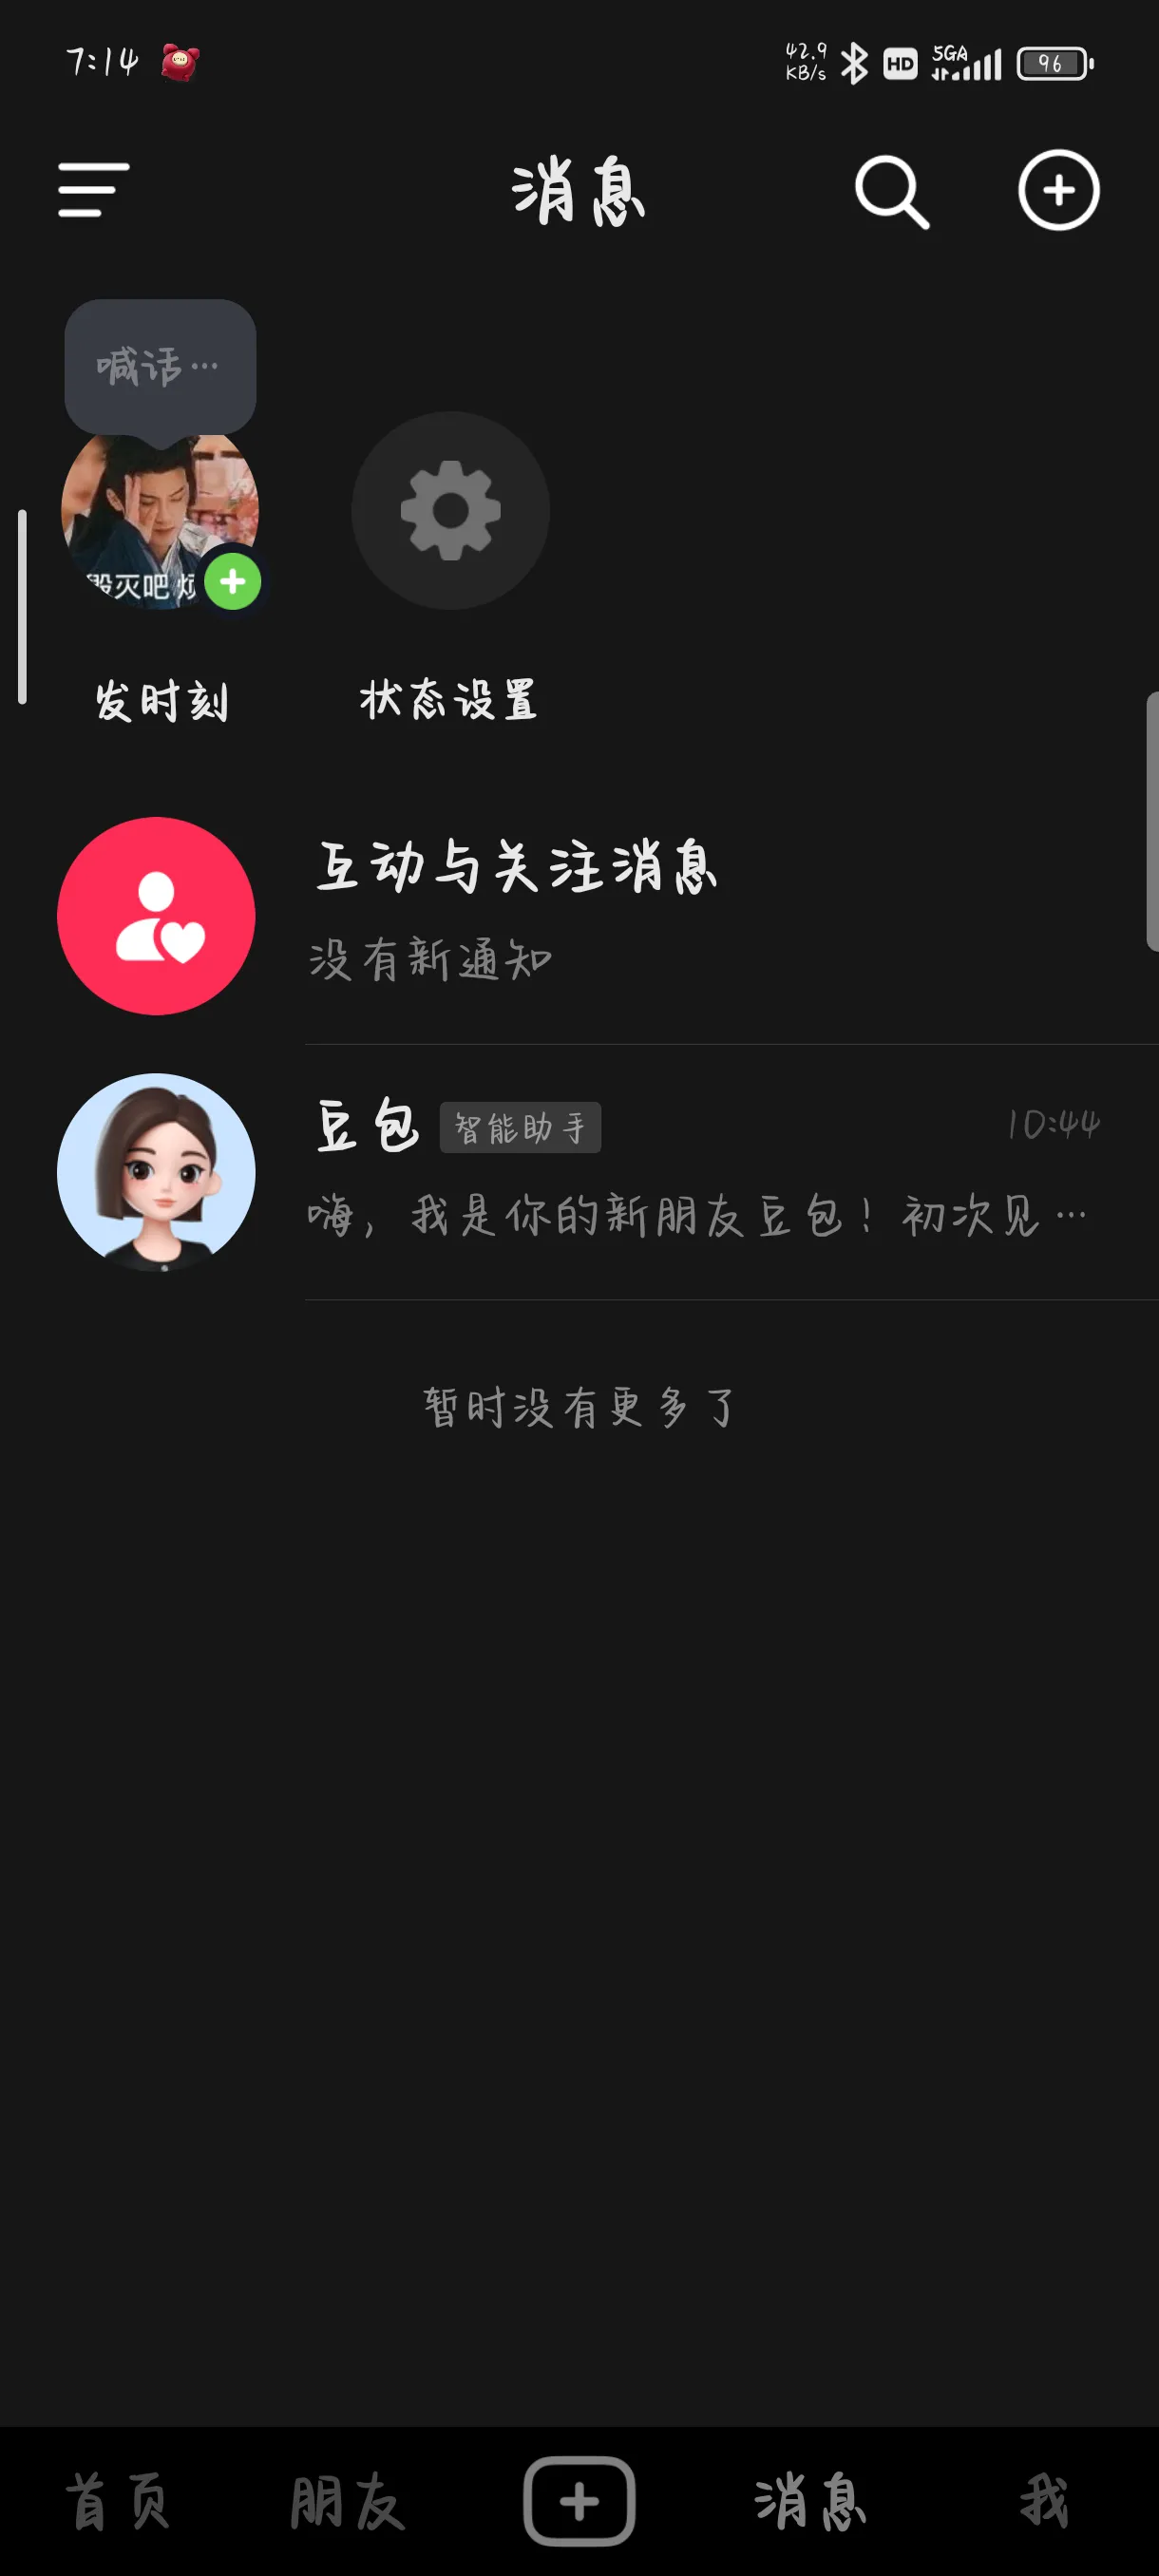 7:14
42.9 KB/s HD 5GA 96
消息
喊话…
毁灭吧 烦
发时刻 状态设置
互动与关注消息
没有新通知
豆包 智能助手 10:44
嗨，我是你的新朋友豆包！初次见…
暂时没有更多了
首页 朋友 消息 我